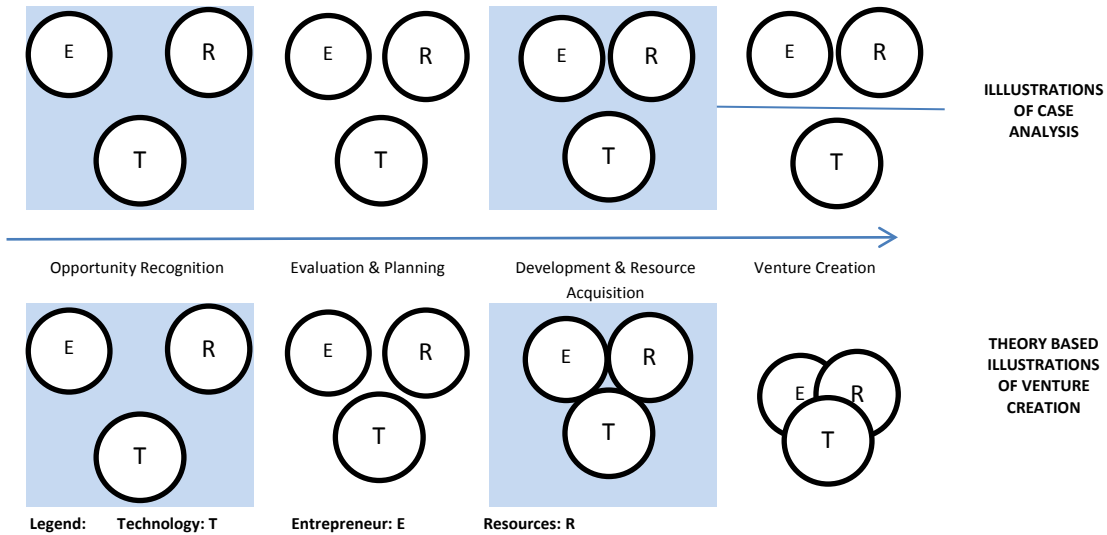 E R E R E R E R
T T T T
ILLLUSTRATIONS
OF CASE
ANALYSIS
Opportunity Recognition Evaluation & Planning Development & Resource Venture Creation
Acquisition
E R E R E R E R
T T T T
THEORY BASED
ILLUSTRATIONS
OF VENTURE
CREATION
Legend: Technology: T Entrepreneur: E Resources: R